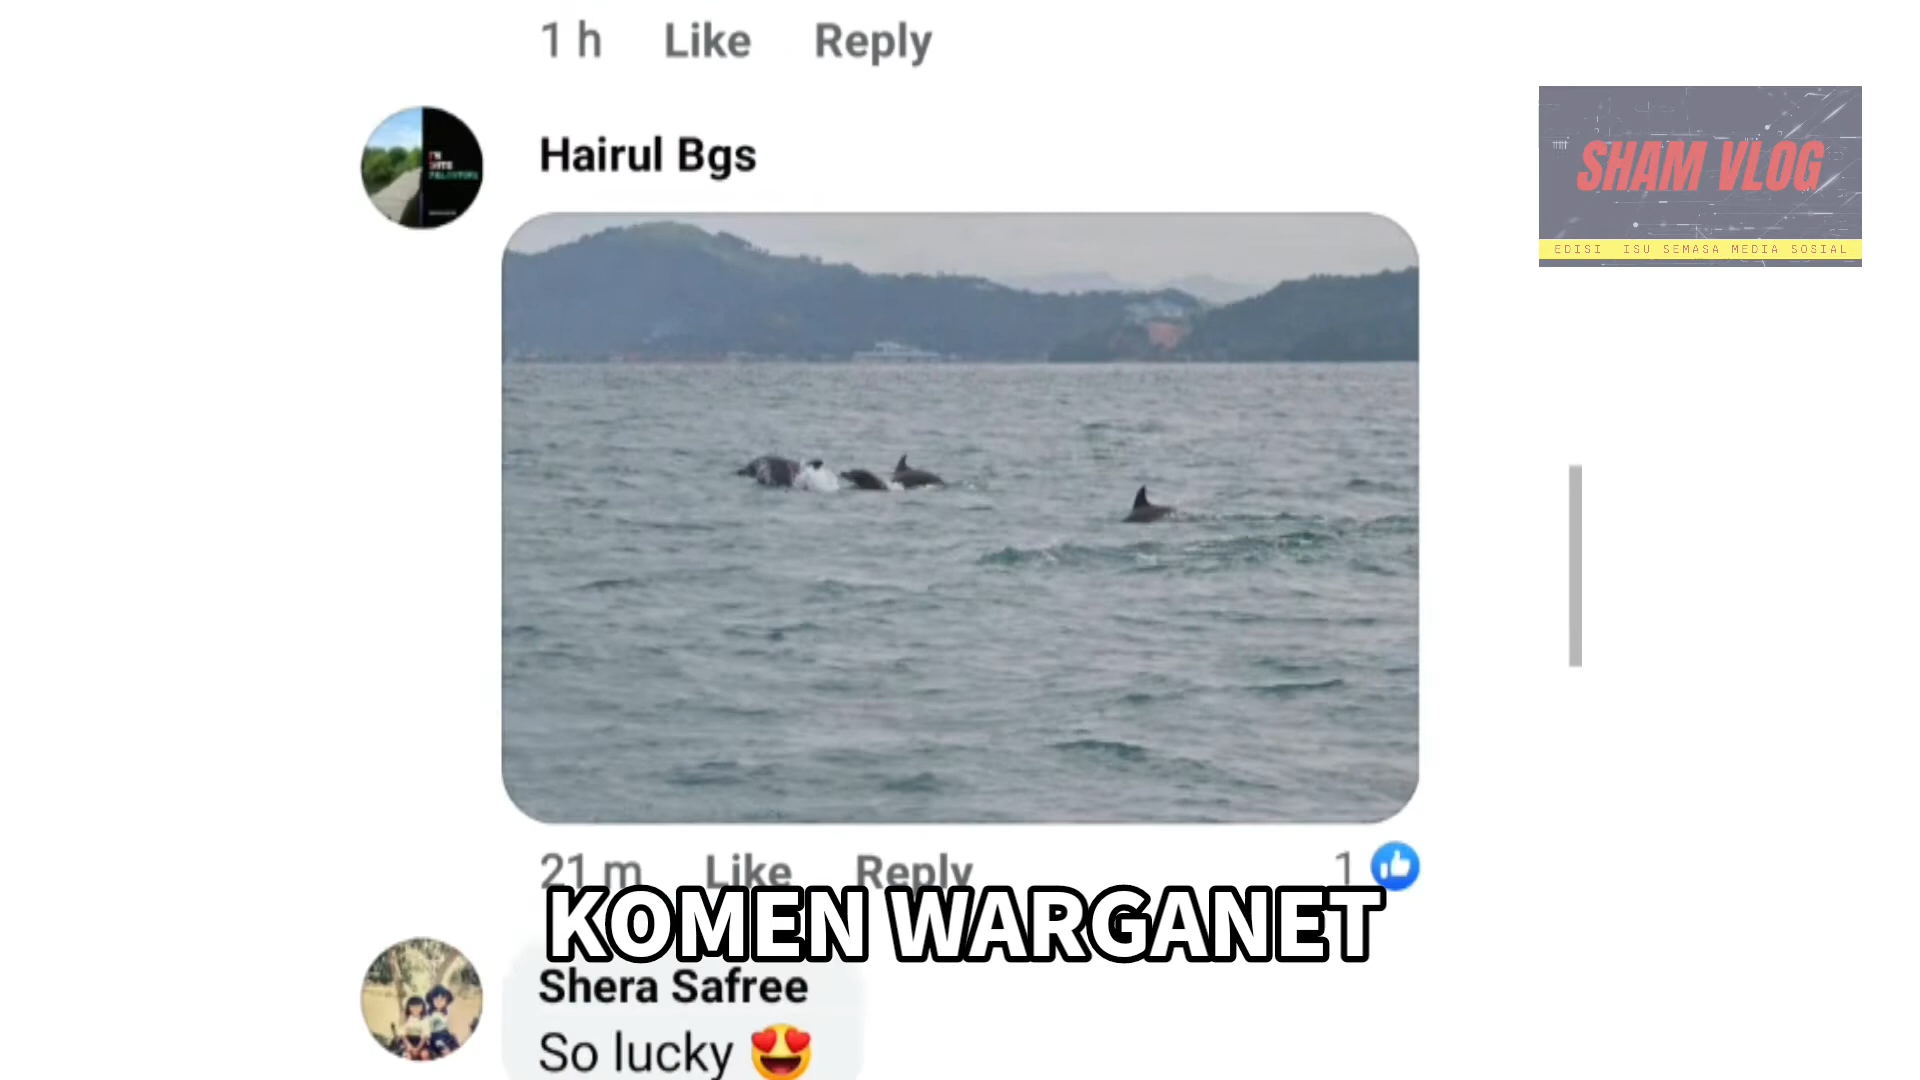 1 h Like Reply
Hairul Bgs
SHAM VLOG
EDISI ISU SEMASA MEDIA SOSIAL
21 m Like Reply 1
KOMEN WARGANET
Shera Safree
So lucky 😍